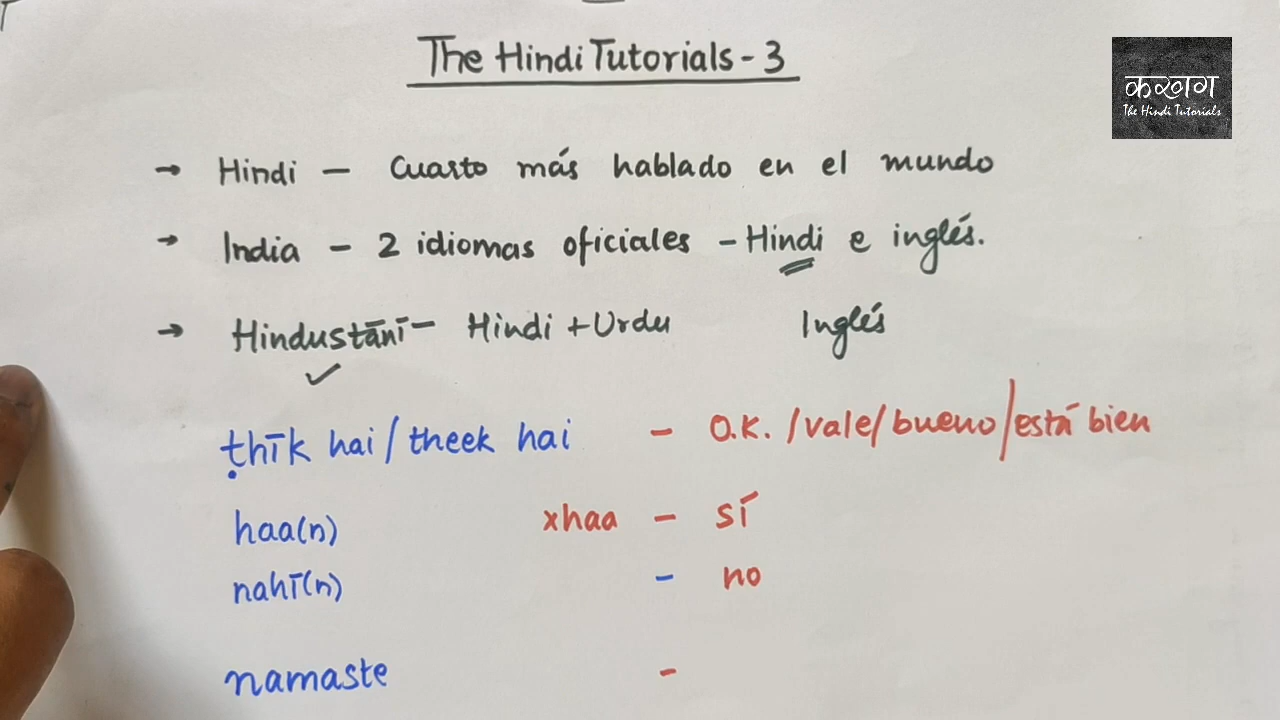 The Hindi Tutorials - 3
कखग
The Hindi Tutorials
→ Hindi - Cuarto más hablado en el mundo
→ India - 2 idiomas oficiales - Hindi e inglés.
→ Hindustānī - Hindi + Urdu Inglés
ṭhīk hai / theek hai - O.K. /vale/bueno/está bien
haa(n) xhaa - sí
nahī(n) - no
namaste -